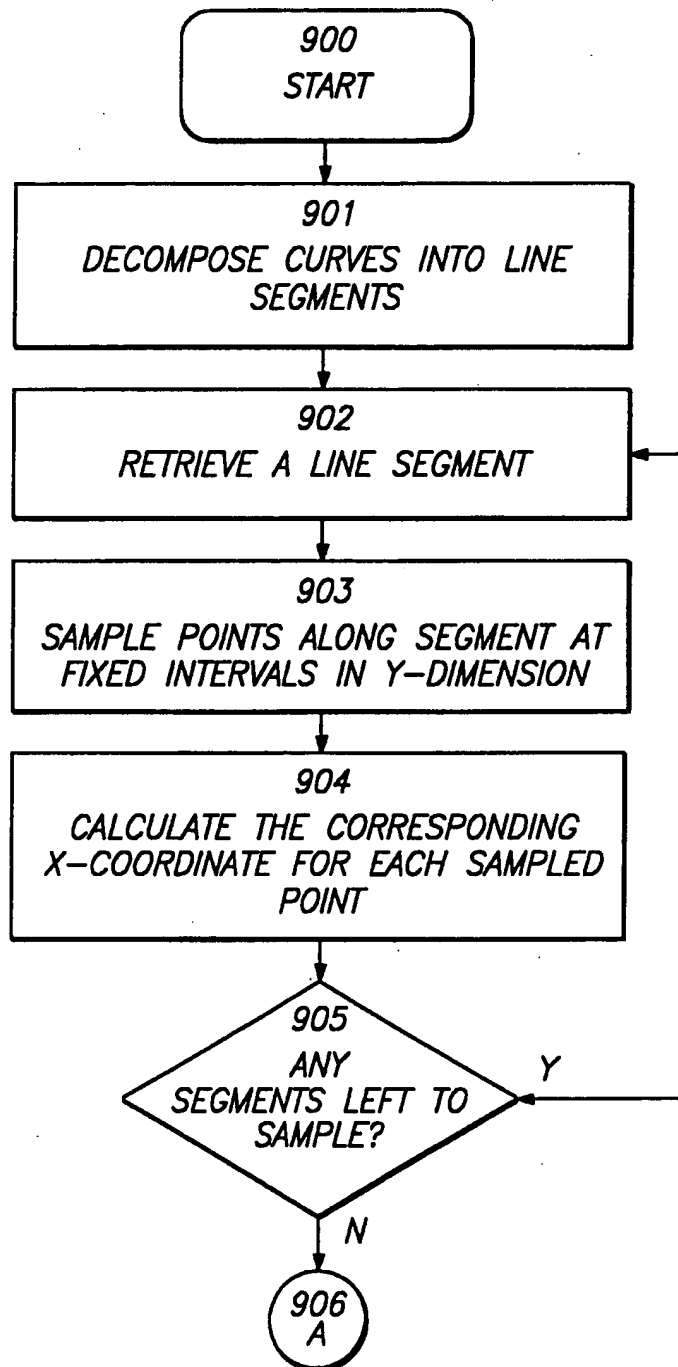 900
START
901
DECOMPOSE CURVES INTO LINE
SEGMENTS
902
RETRIEVE A LINE SEGMENT
903
SAMPLE POINTS ALONG SEGMENT AT
FIXED INTERVALS IN Y-DIMENSION
904
CALCULATE THE CORRESPONDING
X-COORDINATE FOR EACH SAMPLED
POINT
905
ANY
SEGMENTS LEFT TO
SAMPLE?
Y
N
906
A